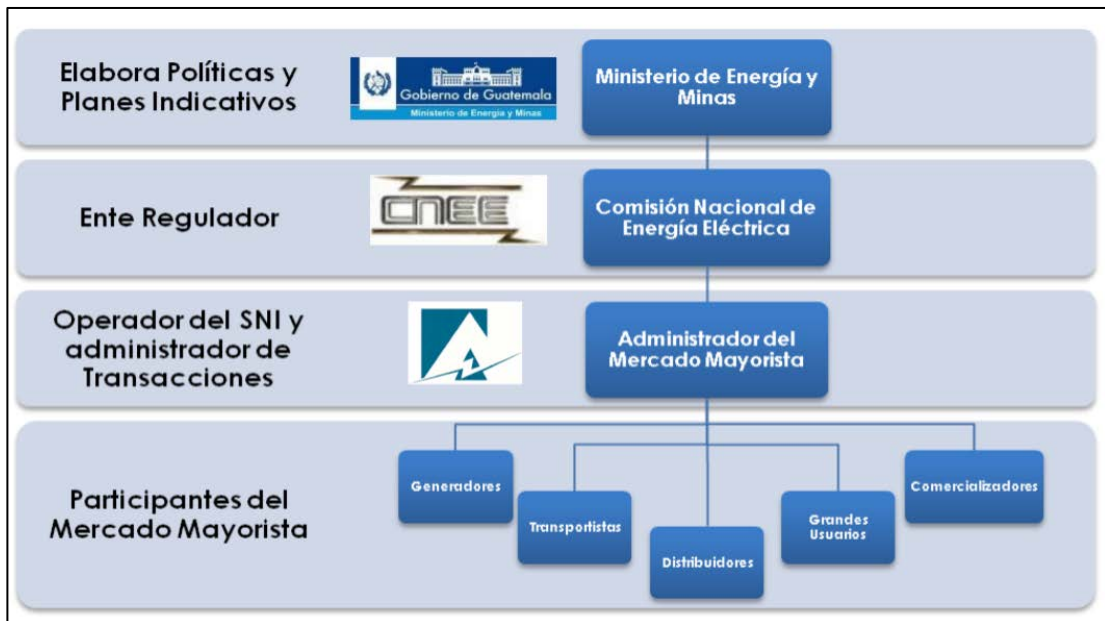 Elabora Políticas y
Planes Indicativos
Gobierno de Guatemala
Ministerio de Energía y Minas
Ministerio de Energía y
Minas
Ente Regulador
CNEE
Comisión Nacional de
Energía Eléctrica
Operador del SNI y
administrador de
Transacciones
Administrador del
Mercado Mayorista
Participantes del
Mercado Mayorista
Generadores
Transportistas
Distribuidores
Grandes
Usuarios
Comercializadores